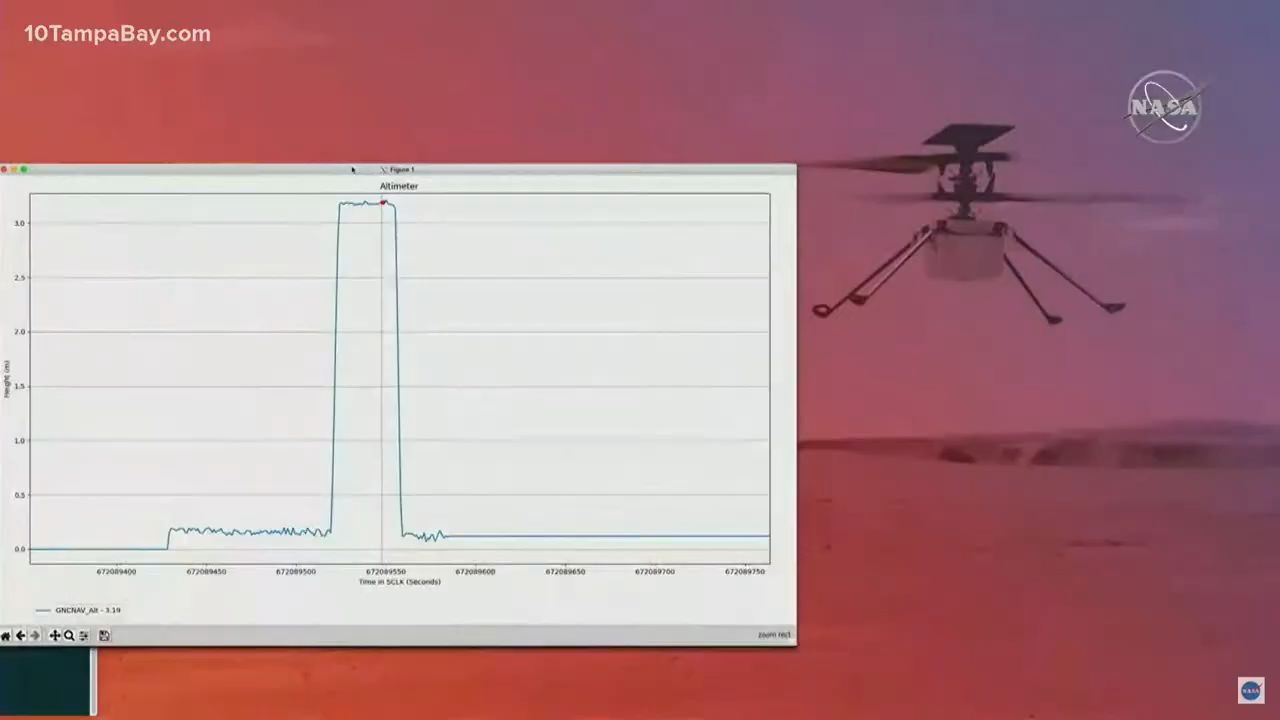 10TampaBay.com
NASA
Figure 1
Altimeter
3.0
2.5
2.0
1.5
1.0
0.5
0.0
Height (m)
672089400 672089450 672089500 672089550 672089600 672089650 672089700 672089750
Time in SCLK (Seconds)
GNCNAV_Alt - 3.19
zoom rect
NASA